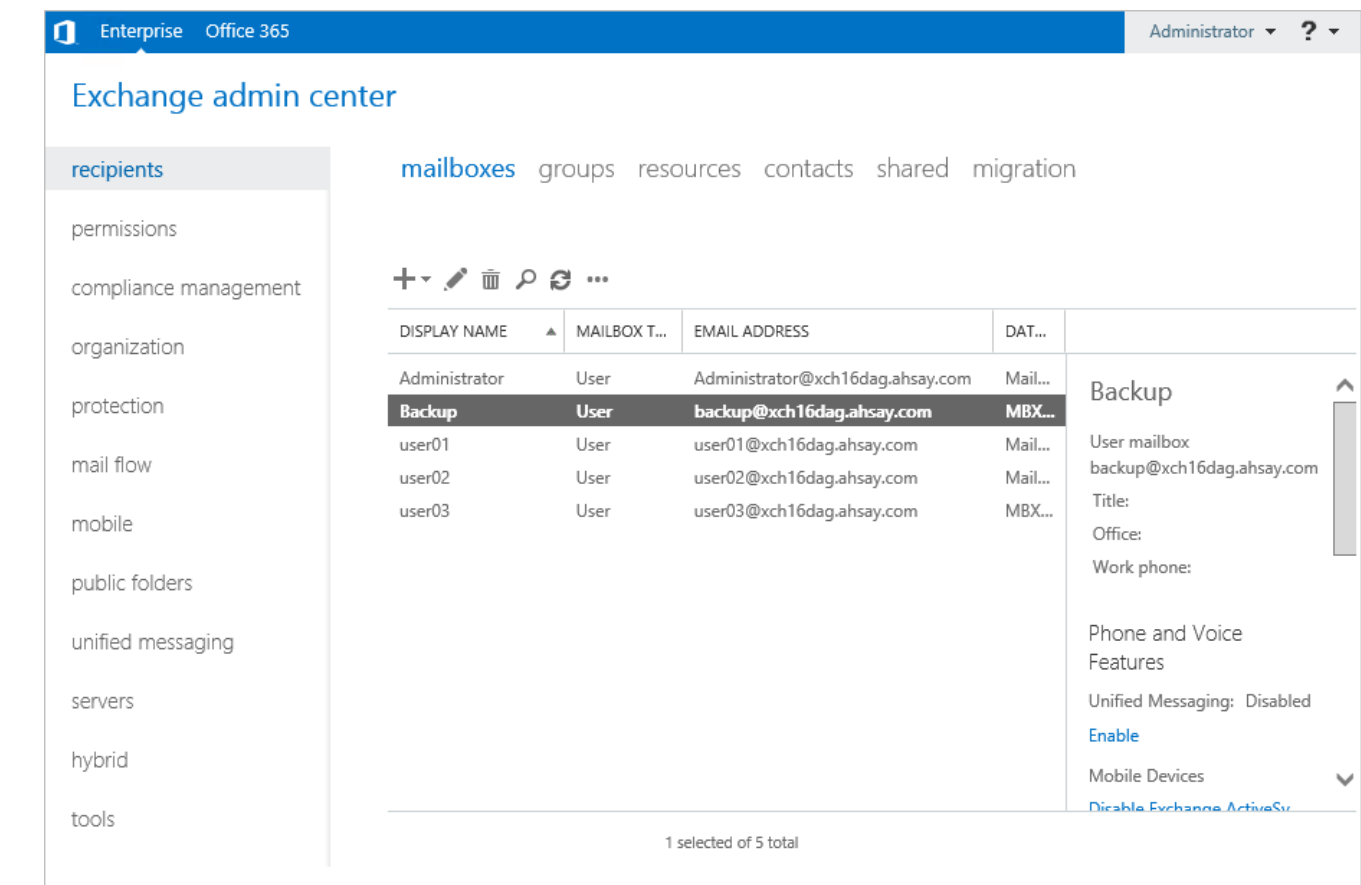 Enterprise Office 365 Administrator ?
Exchange admin center
recipients
permissions
compliance management
organization
protection
mail flow
mobile
public folders
unified messaging
servers
hybrid
tools
mailboxes groups resources contacts shared migration
DISPLAY NAME MAILBOX T... EMAIL ADDRESS DAT...
Administrator User Administrator@xch16dag.ahsay.com Mail...
Backup User backup@xch16dag.ahsay.com MBX...
user01 User user01@xch16dag.ahsay.com Mail...
user02 User user02@xch16dag.ahsay.com Mail...
user03 User user03@xch16dag.ahsay.com MBX...
1 selected of 5 total
Backup
User mailbox
backup@xch16dag.ahsay.com
Title:
Office:
Work phone:
Phone and Voice
Features
Unified Messaging: Disabled
Enable
Mobile Devices
Disable Exchange ActiveSy